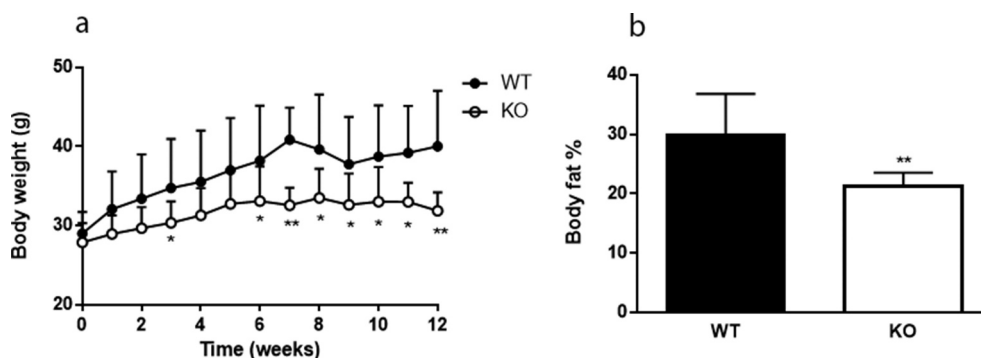 a
Body weight (g)
40
30
20
0 2 4 6 8 10 12
Time (weeks)
WT
KO
* * ** * * * * **
b
Body fat %
40
30
20
10
0
**
WT KO